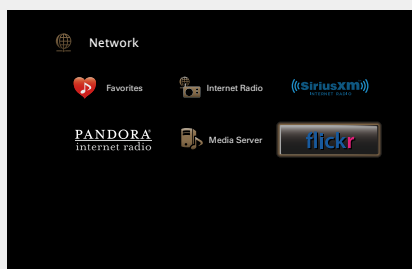 Network
Favorites
Internet Radio
((SiriusXM))
INTERNET RADIO
PANDORA
internet radio
Media Server
flickr